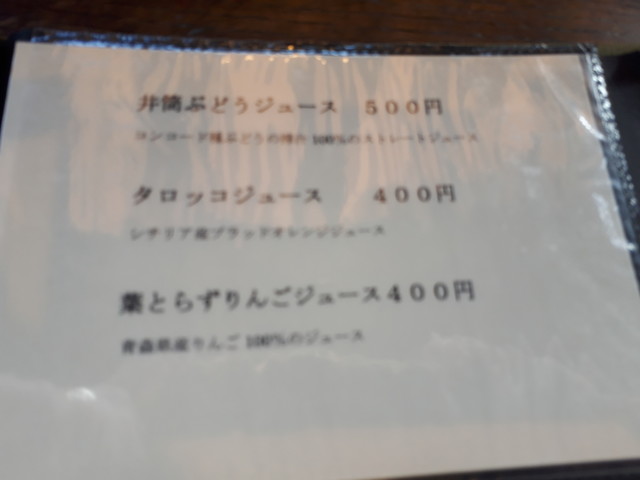 井筒ぶどうジュース 500円
コンコード種ぶどうの搾汁100%のストレートジュース
タロッコジュース 400円
シチリア産ブラッドオレンジジュース
葉とらずりんごジュース400円
青森県産りんご100%のジュース